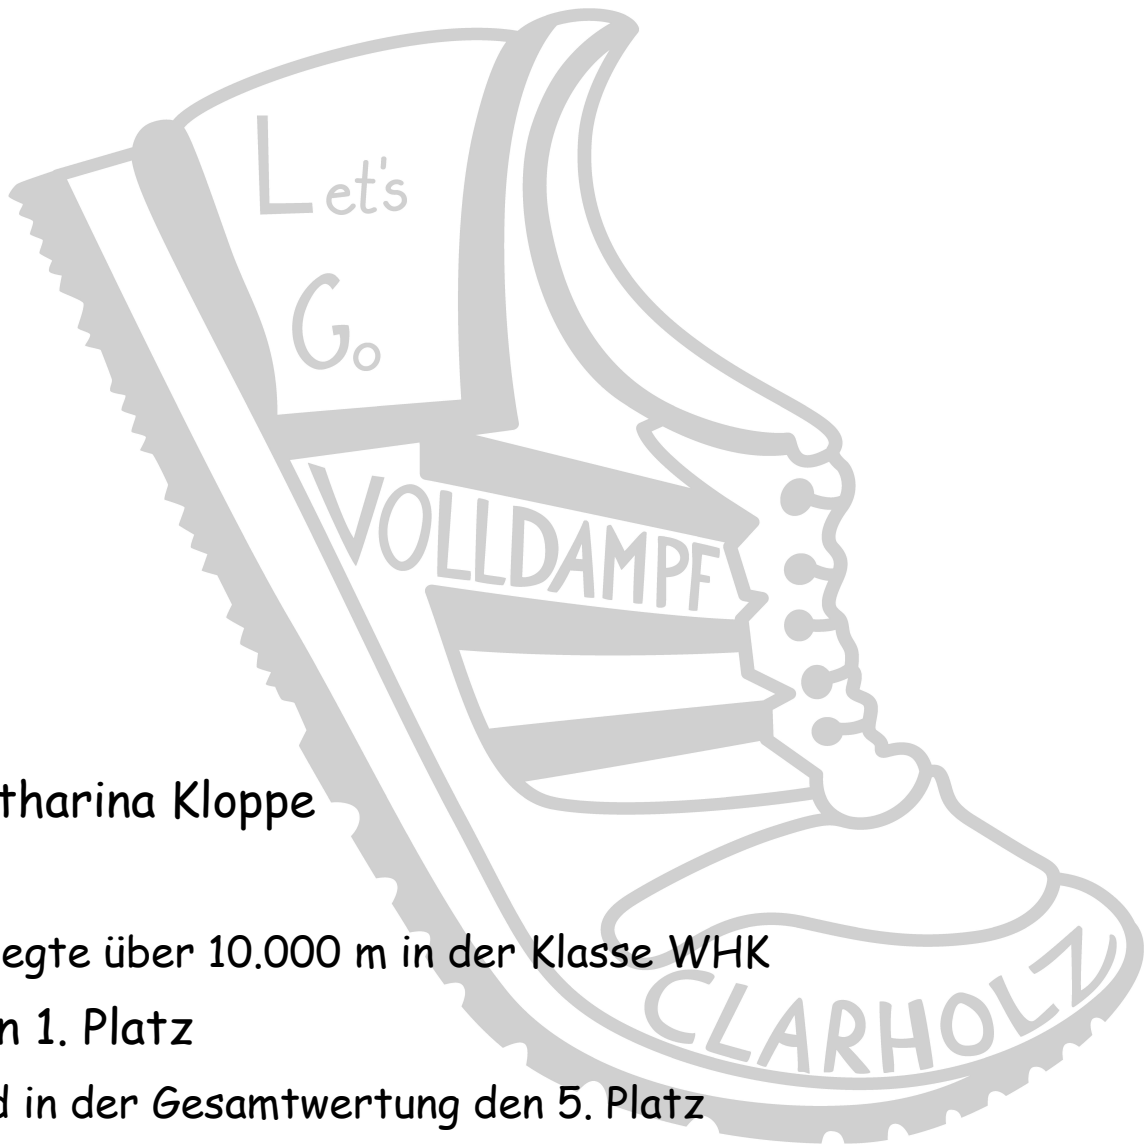 Let's
Go
VOLLDAMPF
tharina Kloppe
egte über 10.000 m in der Klasse WHK
n 1. Platz
d in der Gesamtwertung den 5. Platz
CLARHOLZ